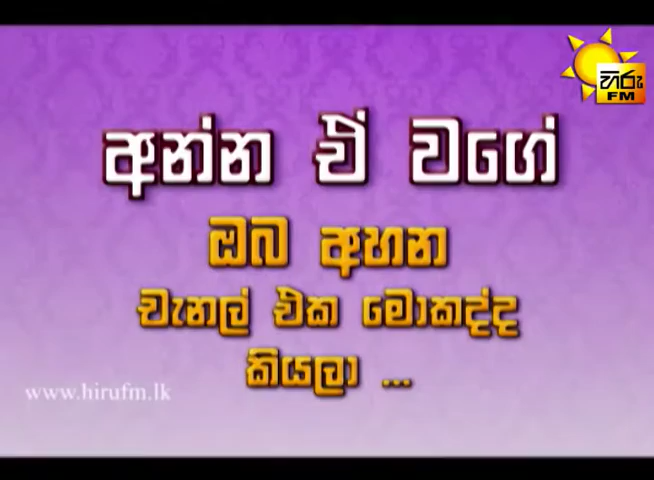 හිරු
FM
අන්න ඒ වගේ
ඔබ අහන
චැනල් එක මොකද්ද
කියලා ...
www.hirufm.lk